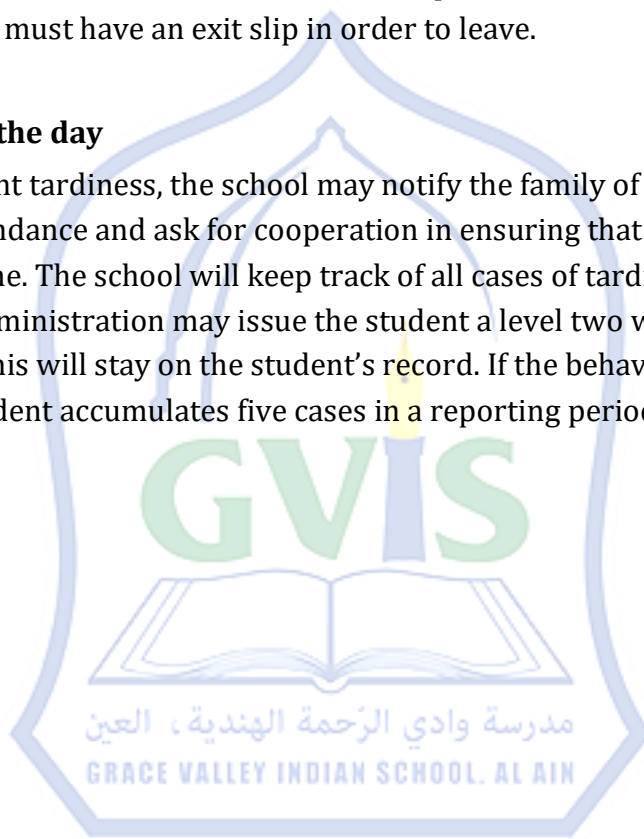 must have an exit slip in order to leave.
the day
nt tardiness, the school may notify the family of
ndance and ask for cooperation in ensuring that
ne. The school will keep track of all cases of tard
ministration may issue the student a level two w
his will stay on the student’s record. If the behav
dent accumulates five cases in a reporting period
GVIS
مدرسة وادي الرّحمة الهندية، العين
GRACE VALLEY INDIAN SCHOOL. AL AIN